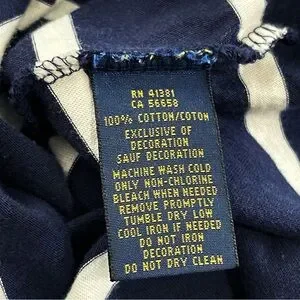 RN 41381
CA 56658
100% COTTON/COTON
EXCLUSIVE OF
DECORATION
SAUF DECORATION
MACHINE WASH COLD
ONLY NON-CHLORINE
BLEACH WHEN NEEDED
REMOVE PROMPTLY
TUMBLE DRY LOW
COOL IRON IF NEEDED
DO NOT IRON
DECORATION
DO NOT DRY CLEAN